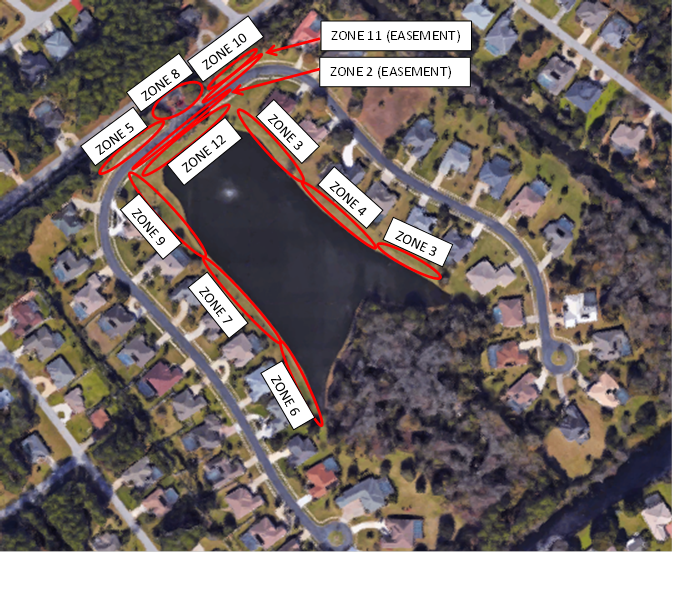 ZONE 11 (EASEMENT)
ZONE 10
ZONE 2 (EASEMENT)
ZONE 8
ZONE 5
ZONE 3
ZONE 12
ZONE 4
ZONE 9
ZONE 3
ZONE 7
ZONE 6